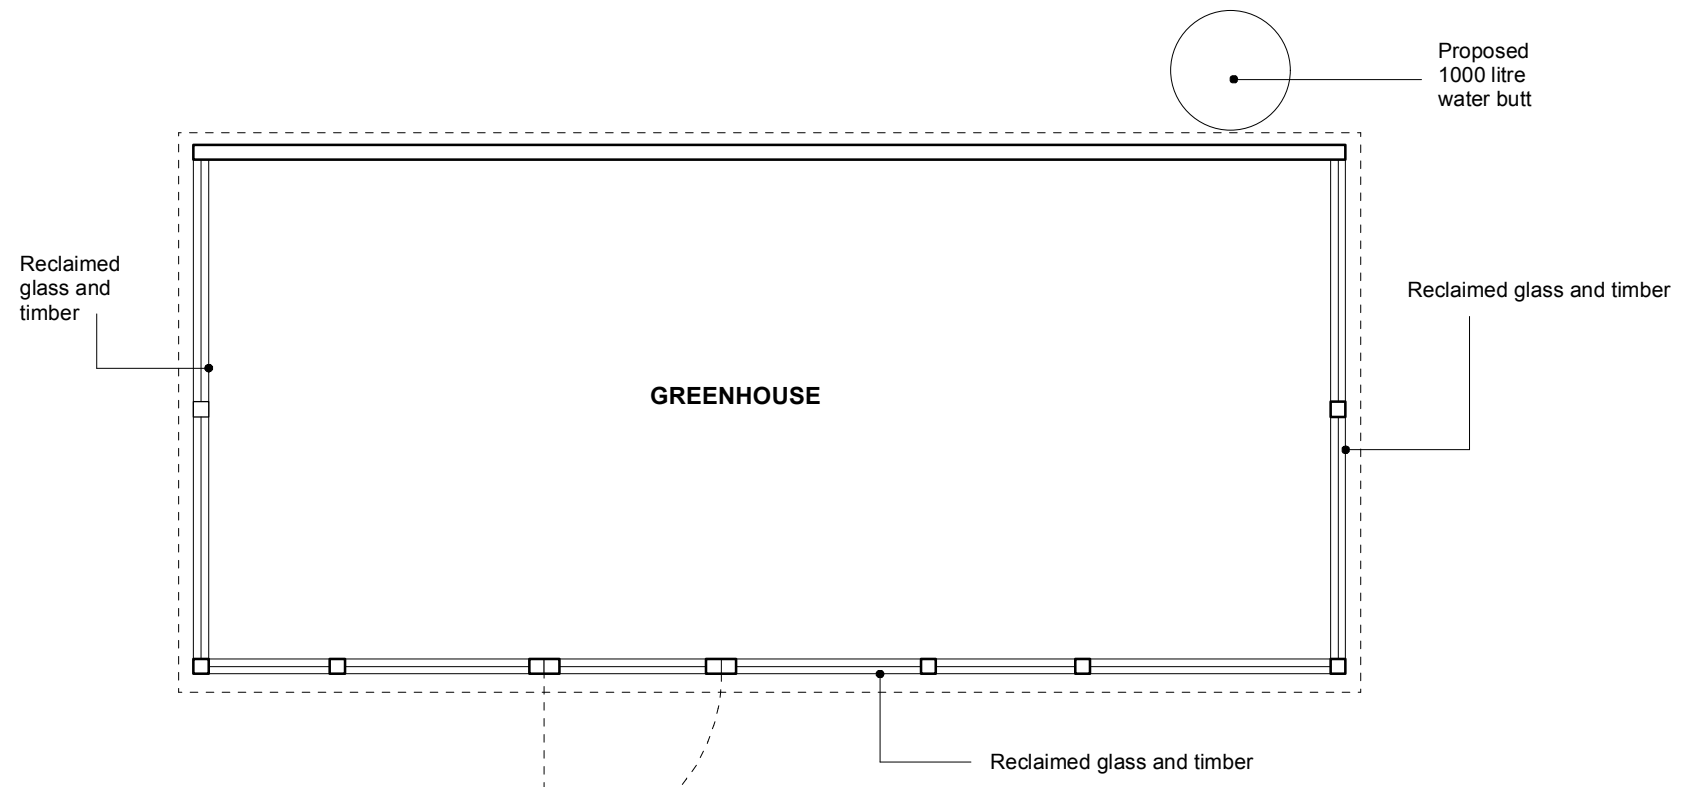 Proposed
1000 litre
water butt
Reclaimed
glass and
timber
Reclaimed glass and timber
GREENHOUSE
Reclaimed glass and timber